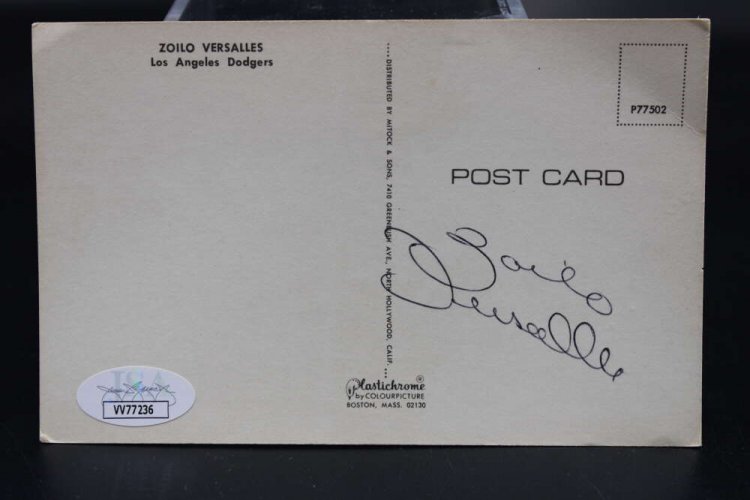 ZOILO VERSALLES
Los Angeles Dodgers
DISTRIBUTED BY MITOCK & SONS, 7410 GREENBUSH AVE., NORTH HOLLYWOOD, CALIF.
P77502
POST CARD
Zoilo
Versalles
JSA
VV77236
Plastichrome®
by COLOURPICTURE
BOSTON, MASS. 02130